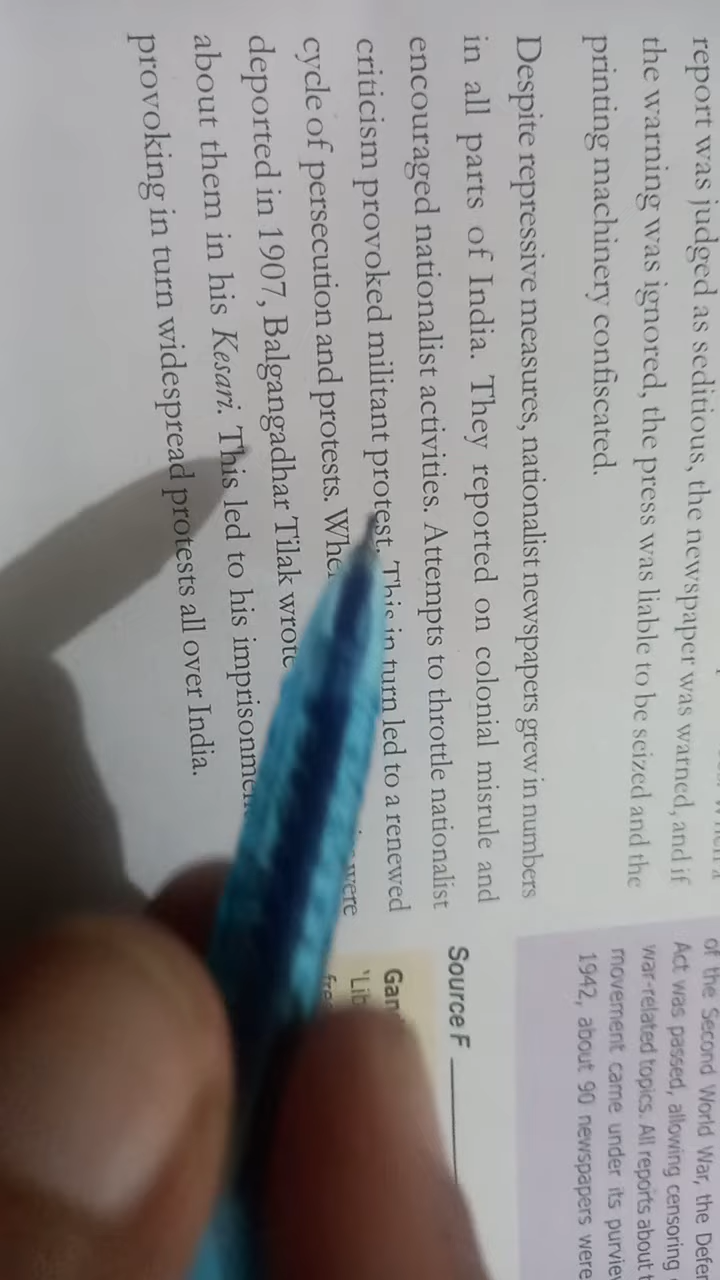 report was judged as seditious, the newspaper was warned, and if
the warning was ignored, the press was liable to be seized and the
printing machinery confiscated.
Despite repressive measures, nationalist newspapers grew in numbers
in all parts of India. They reported on colonial misrule and
encouraged nationalist activities. Attempts to throttle nationalist
criticism provoked militant protest. This in turn led to a renewed
cycle of persecution and protests. were
deported in 1907, Balgangadhar Tilak wrote
about them in his Kesari. This led to his
provoking in turn widespread protests all over India.
of the Second World War, the
Act was passed, allowing censoring
war-related topics. All reports about
movement came under its
1942, about 90 newspapers were
Source F